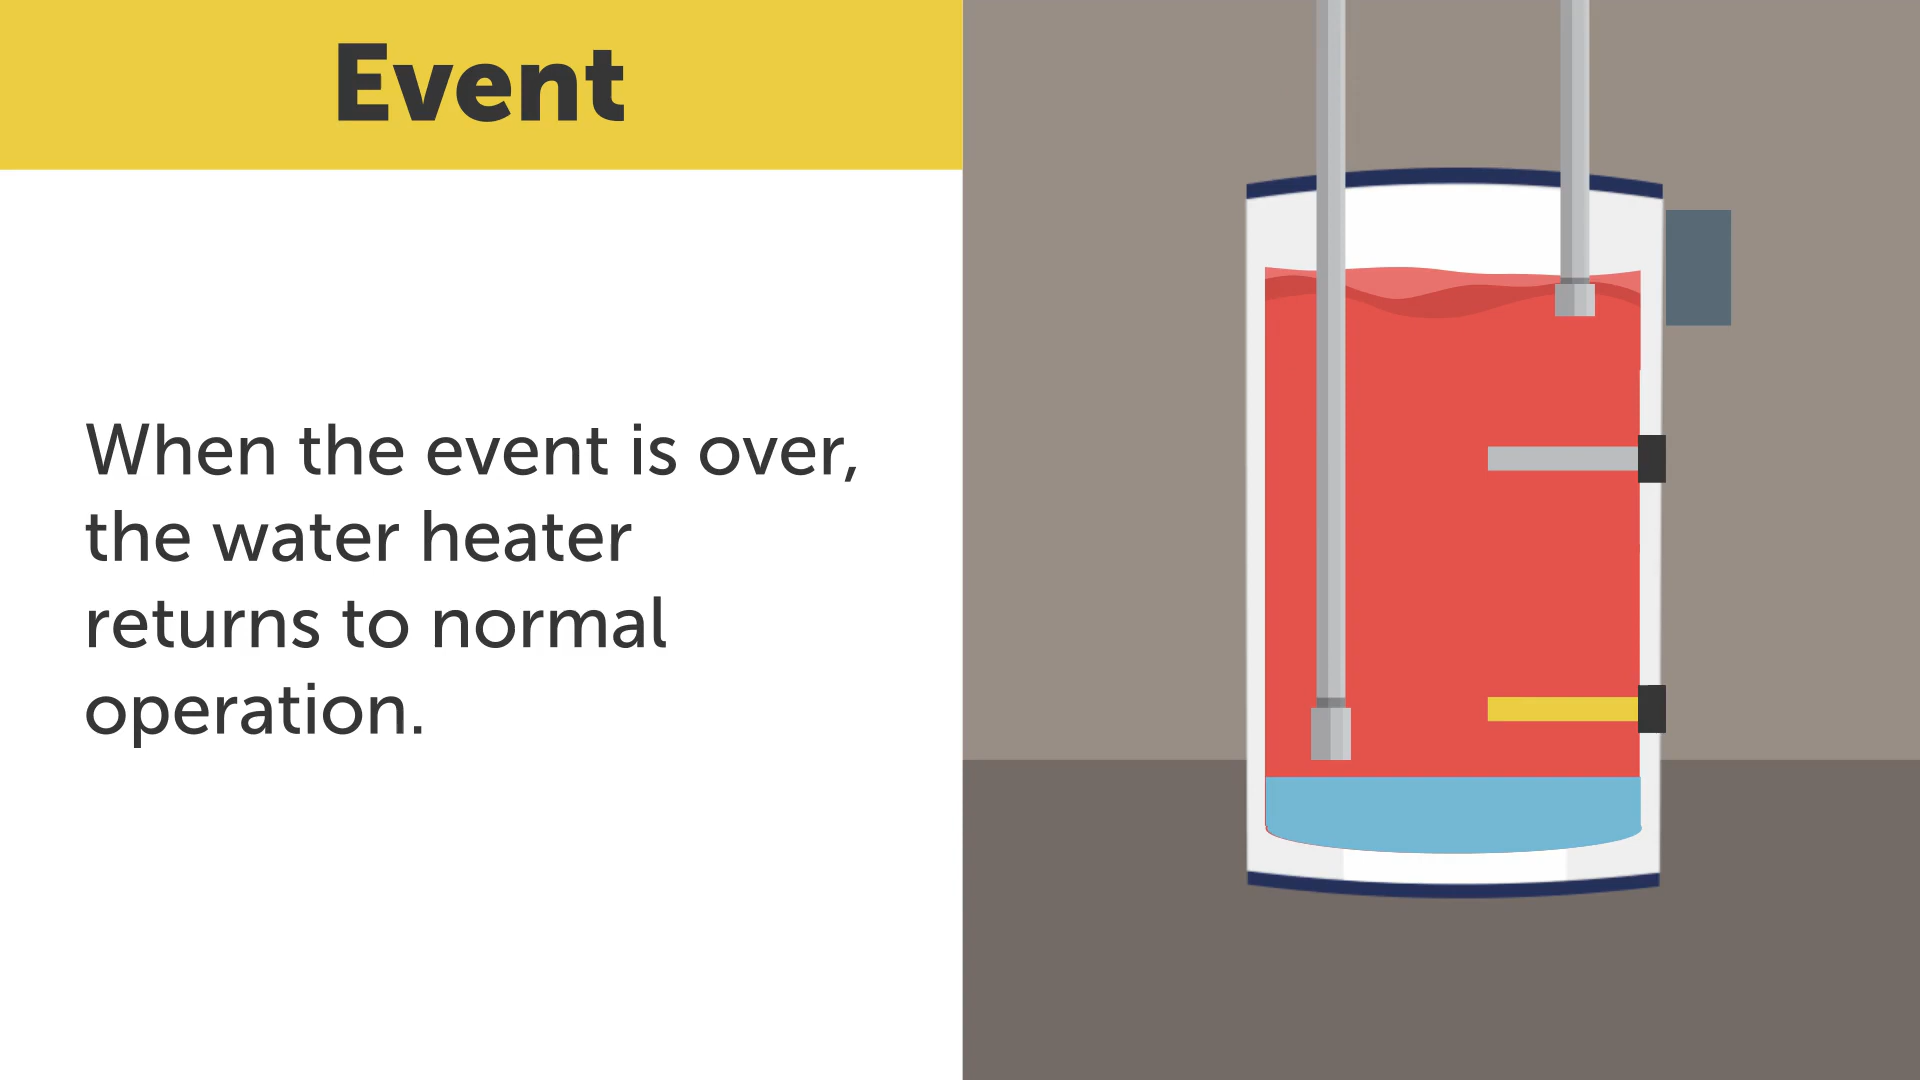 Event
When the event is over,
the water heater
returns to normal
operation.